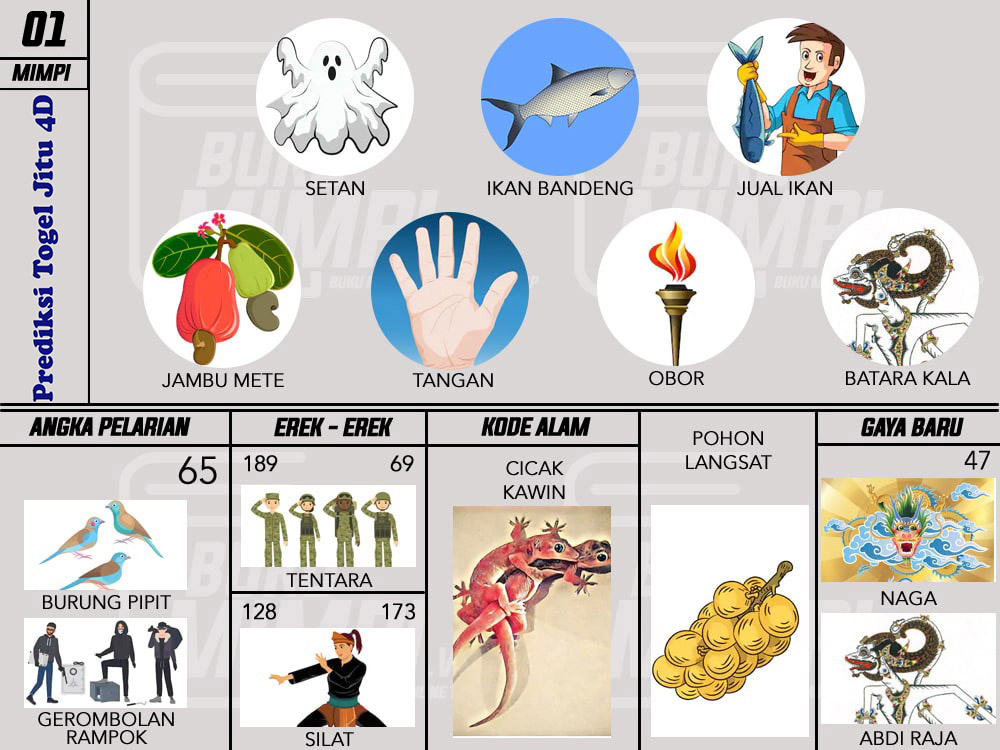 01
MIMPI
Prediksi Togel Jitu 4D
SETAN
IKAN BANDENG
JUAL IKAN
JAMBU METE
TANGAN
OBOR
BATARA KALA
ANGKA PELARIAN
65
BURUNG PIPIT
GEROMBOLAN
RAMPOK
EREK - EREK
189 69
TENTARA
128 173
SILAT
KODE ALAM
CICAK
KAWIN
POHON
LANGSAT
GAYA BARU
47
NAGA
ABDI RAJA